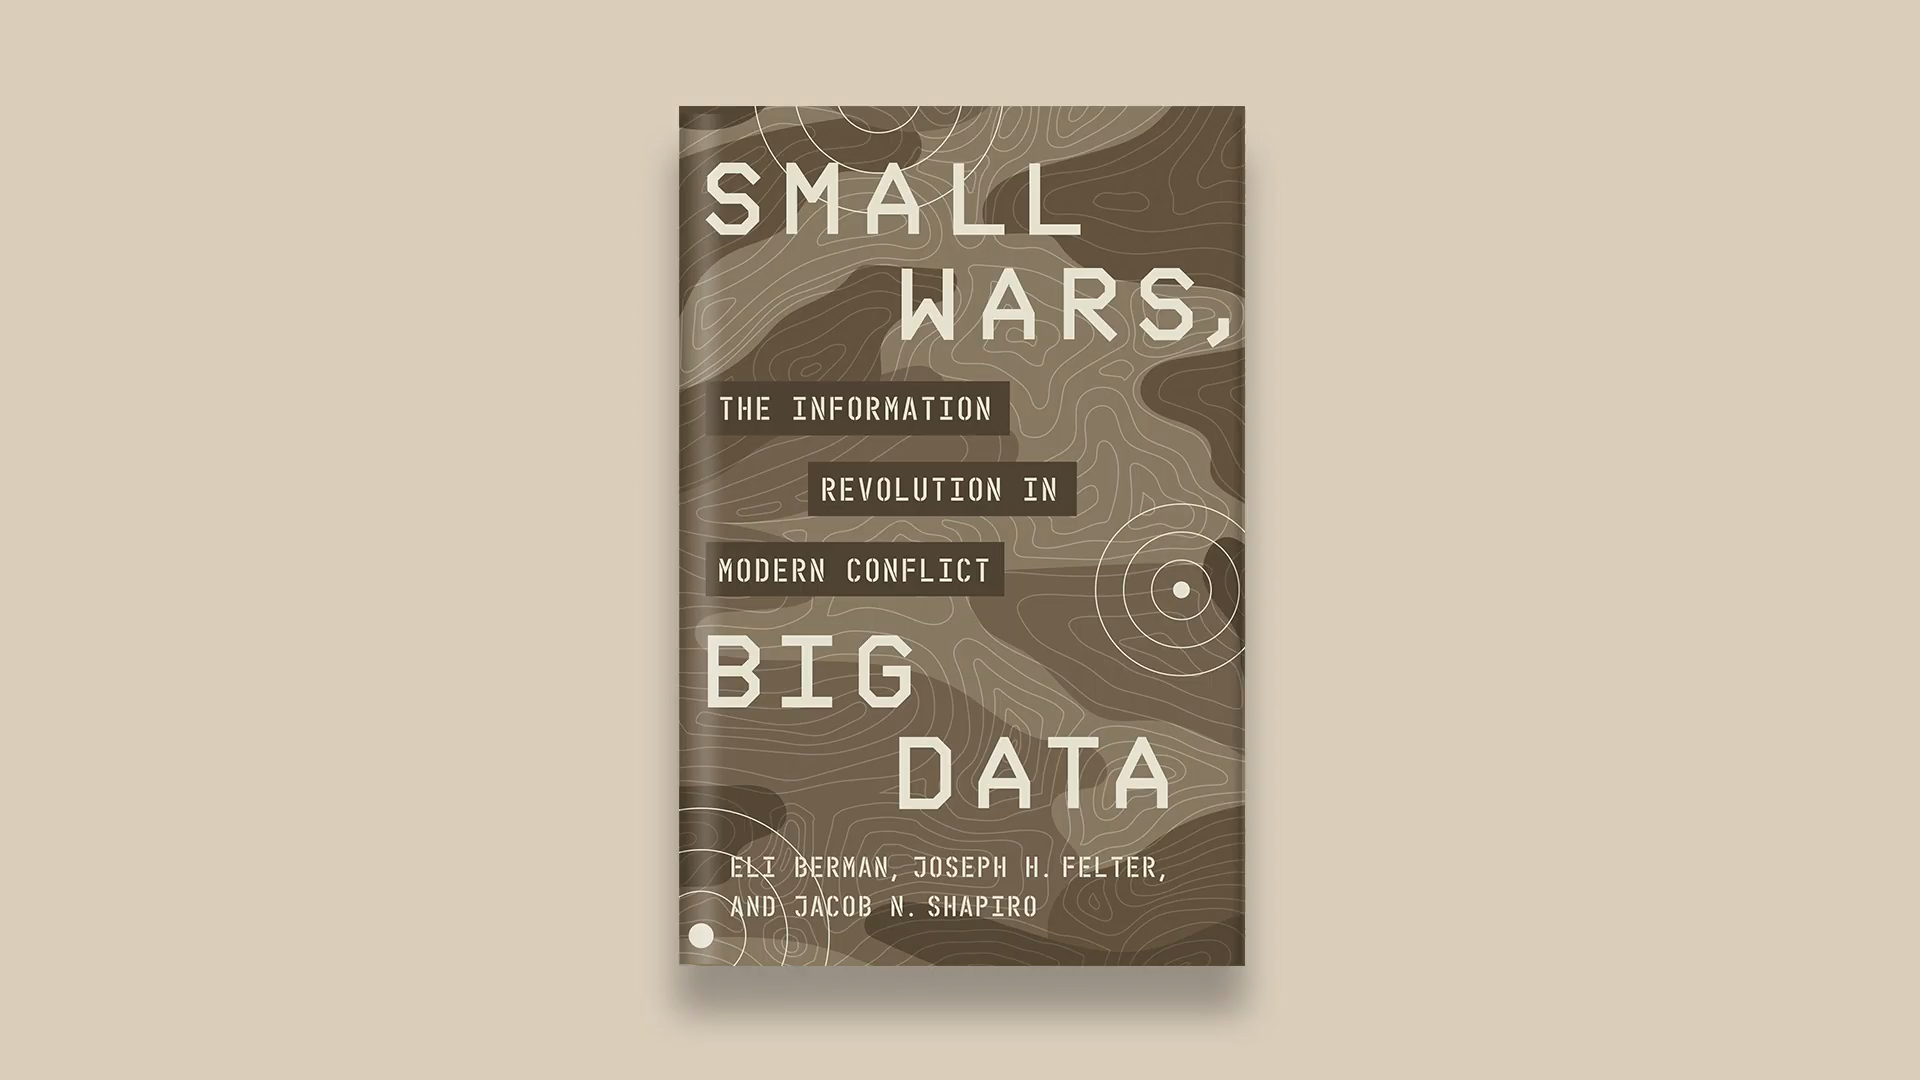 SMALL
WARS,
THE INFORMATION
REVOLUTION IN
MODERN CONFLICT
BIG
DATA
ELI BERMAN, JOSEPH H. FELTER,
AND JACOB N. SHAPIRO